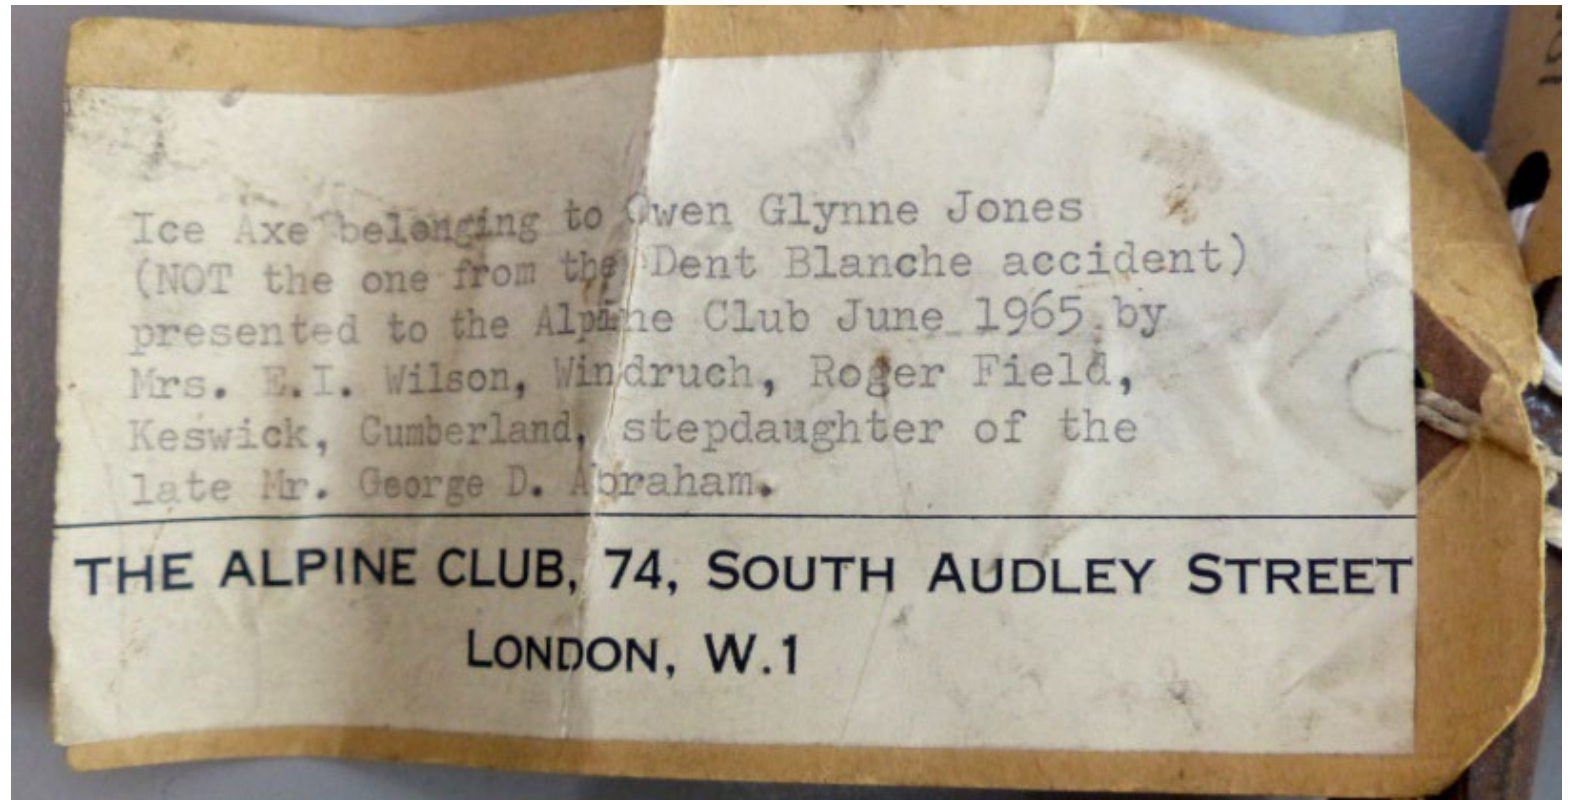 Ice Axe belonging to Owen Glynne Jones
(NOT the one from the Dent Blanche accident)
presented to the Alpine Club June 1965 by
Mrs. E.I. Wilson, Windruch, Roger Field,
Keswick, Cumberland, stepdaughter of the
late Mr. George D. Abraham.
THE ALPINE CLUB, 74, SOUTH AUDLEY STREET
LONDON, W.1